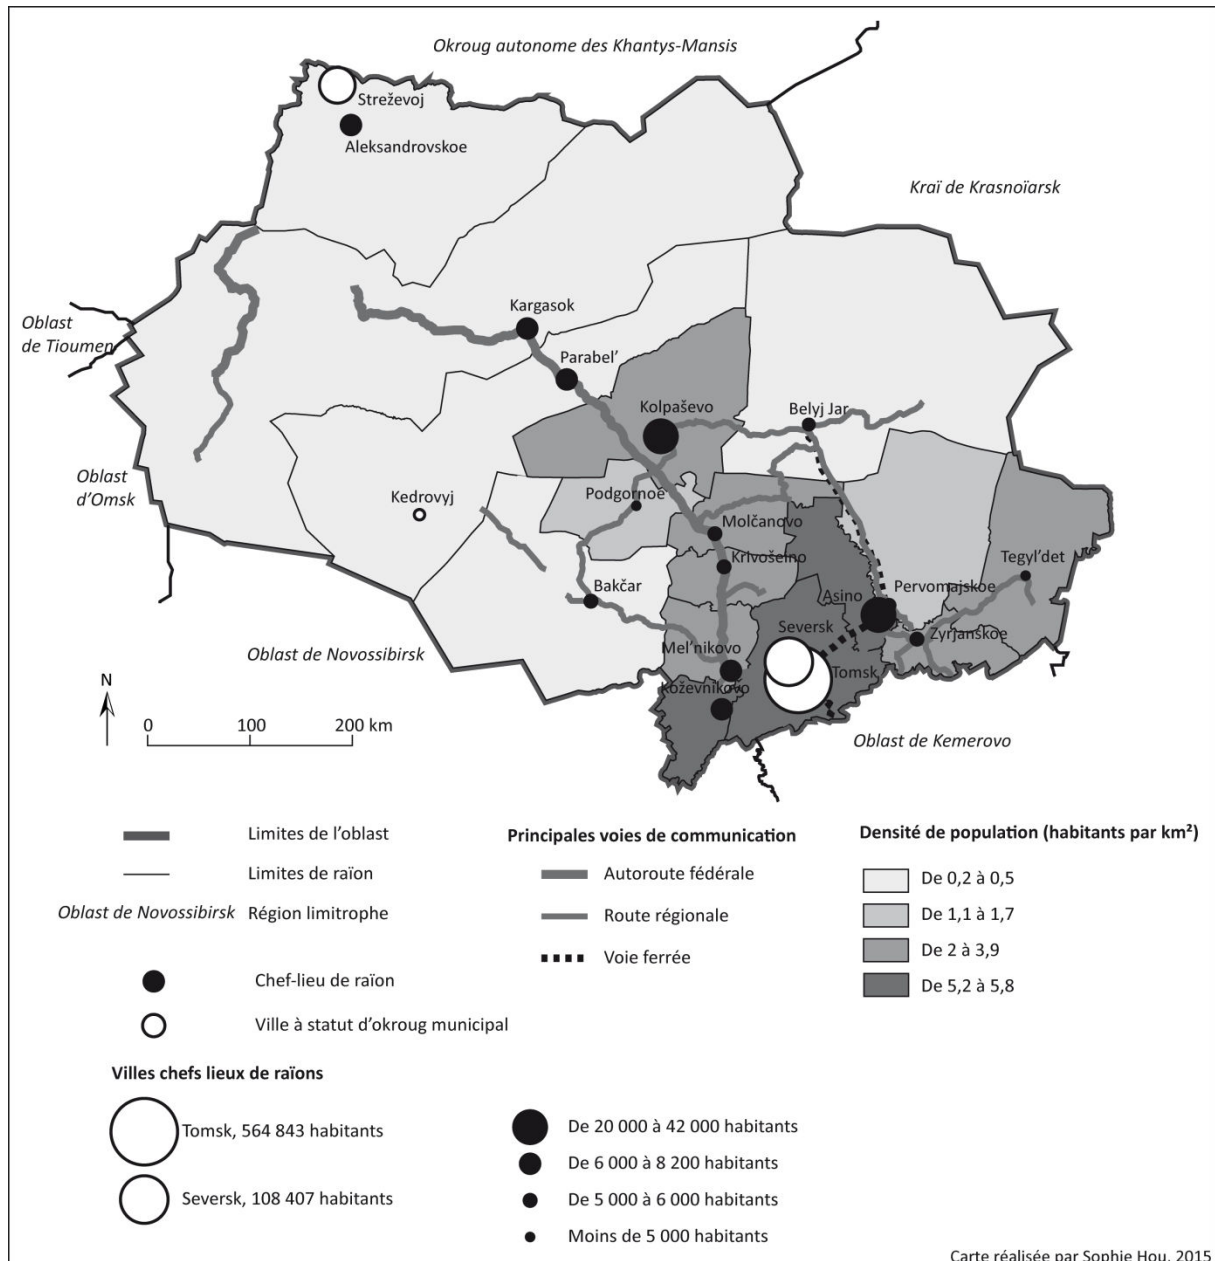 Okroug autonome des Khantys-Mansis
Streževoj
Aleksandrovskoe
Kraï de Krasnoïarsk
Oblast
de Tioumen
Kargasok
Parabel'
Kolpaševo
Belyj Jar
Oblast
d'Omsk
Kedrovyj
Podgornoe
Molčanovo
Tegyl'det
Krivošeino
Bakčar
Asino
Pervomajskoe
Seversk
Zyrjanskoe
Oblast de Novossibirsk
Mel'nikovo
Tomsk
Koževnikovo
N
0 100 200 km
Oblast de Kemerovo
Limites de l'oblast
Limites de raïon
Oblast de Novossibirsk Région limitrophe
Chef-lieu de raïon
Ville à statut d'okroug municipal
Principales voies de communication
Autoroute fédérale
Route régionale
Voie ferrée
Densité de population (habitants par km²)
De 0,2 à 0,5
De 1,1 à 1,7
De 2 à 3,9
De 5,2 à 5,8
Villes chefs lieux de raïons
Tomsk, 564 843 habitants
Seversk, 108 407 habitants
De 20 000 à 42 000 habitants
De 6 000 à 8 200 habitants
De 5 000 à 6 000 habitants
Moins de 5 000 habitants
Carte réalisée par Sophie Hou, 2015